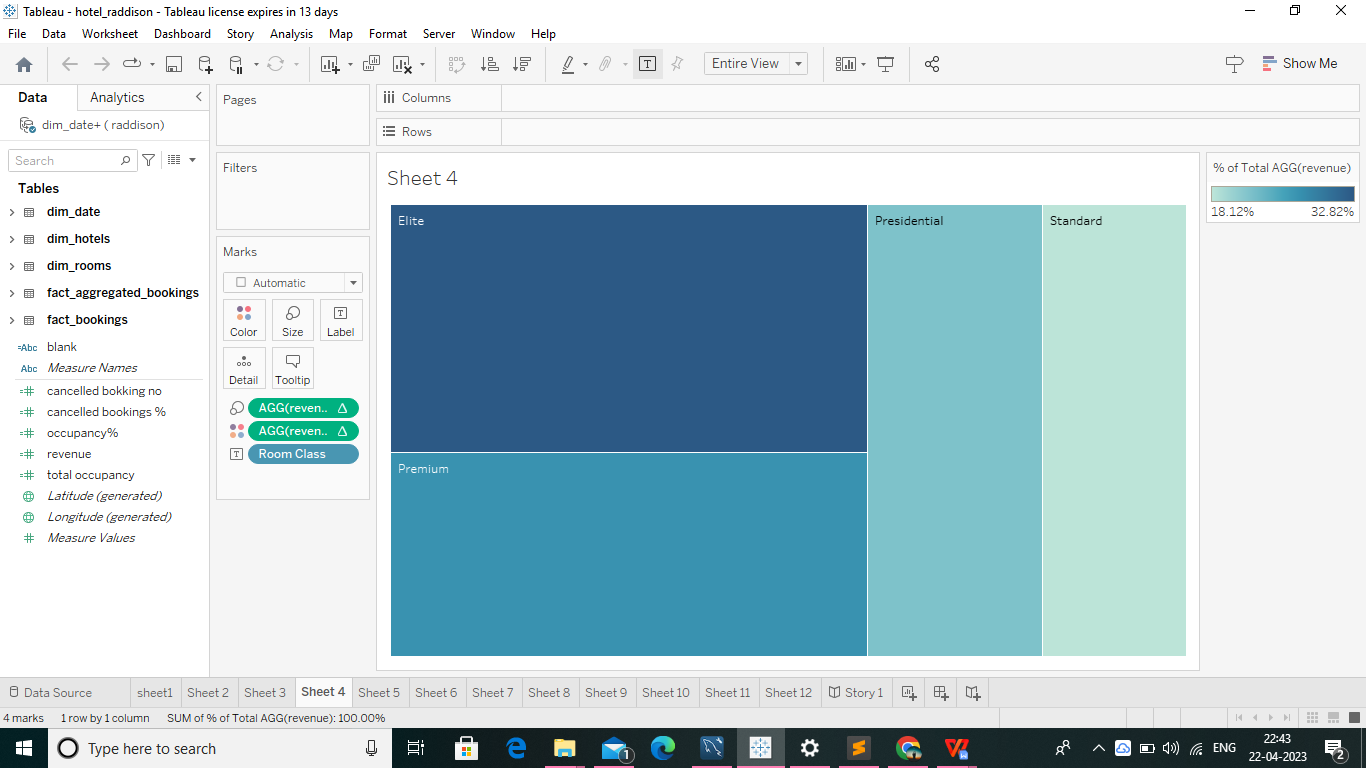 Tableau - hotel_raddison - Tableau license expires in 13 days
File Data Worksheet Dashboard Story Analysis Map Format Server Window Help
Entire View
Show Me
Data Analytics
dim_date+ ( raddison)
Search
Tables
dim_date
dim_hotels
dim_rooms
fact_aggregated_bookings
fact_bookings
=Abc blank
Abc Measure Names
cancelled bokking no
cancelled bookings %
occupancy%
revenue
total occupancy
Latitude (generated)
Longitude (generated)
Measure Values
Pages
Filters
Marks
Automatic
Color Size Label
Detail Tooltip
AGG(reven..
AGG(reven..
Room Class
Columns
Rows
Sheet 4
Elite
Premium
Presidential
Standard
% of Total AGG(revenue)
18.12% 32.82%
Data Source sheet1 Sheet 2 Sheet 3 Sheet 4 Sheet 5 Sheet 6 Sheet 7 Sheet 8 Sheet 9 Sheet 10 Sheet 11 Sheet 12 Story 1
4 marks 1 row by 1 column SUM of % of Total AGG(revenue): 100.00%
Type here to search
1
ENG
22:43
22-04-2023
2